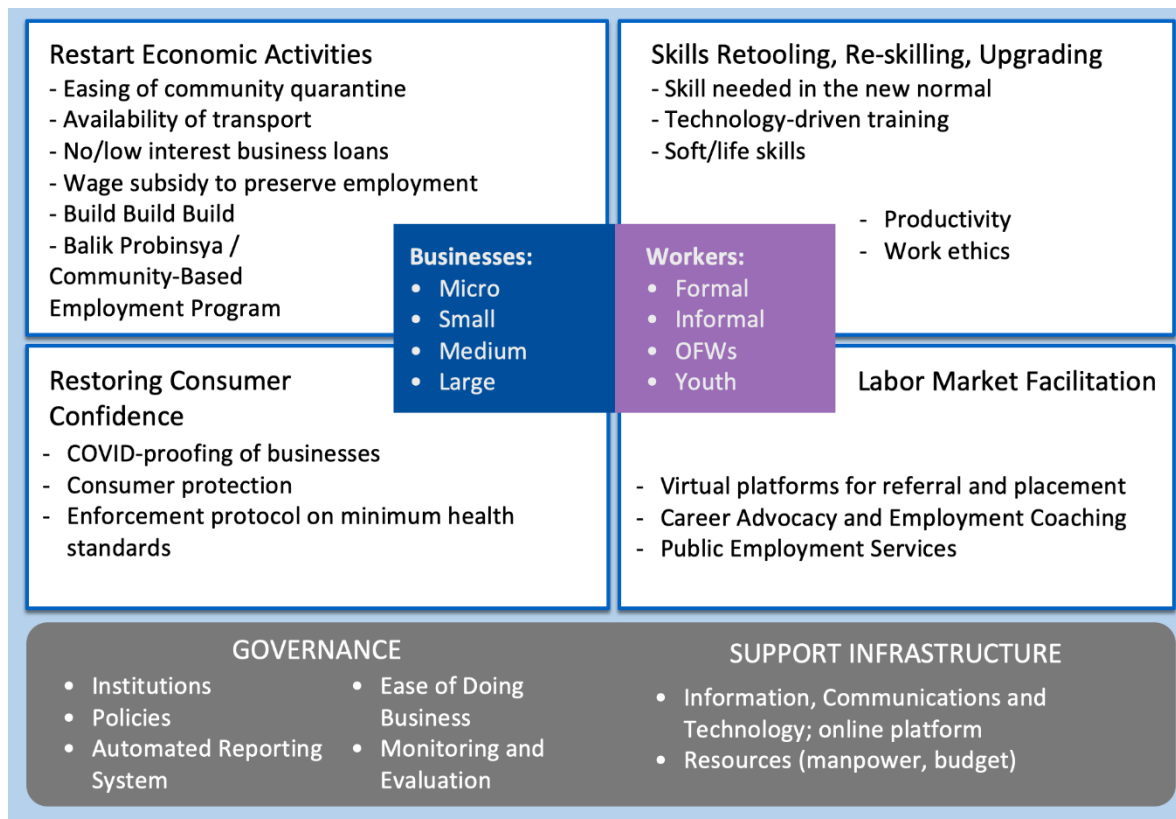 Restart Economic Activities
- Easing of community quarantine
- Availability of transport
- No/low interest business loans
- Wage subsidy to preserve employment
- Build Build Build
- Balik Probinsya /
Community-Based
Employment Program
Skills Retooling, Re-skilling, Upgrading
- Skill needed in the new normal
- Technology-driven training
- Soft/life skills
- Productivity
- Work ethics
Businesses:
• Micro
• Small
• Medium
• Large
Workers:
• Formal
• Informal
• OFWs
• Youth
Restoring Consumer
Confidence
- COVID-proofing of businesses
- Consumer protection
- Enforcement protocol on minimum health
standards
Labor Market Facilitation
- Virtual platforms for referral and placement
- Career Advocacy and Employment Coaching
- Public Employment Services
GOVERNANCE
• Institutions
• Policies
• Automated Reporting
System
• Ease of Doing
Business
• Monitoring and
Evaluation
SUPPORT INFRASTRUCTURE
• Information, Communications and
Technology; online platform
• Resources (manpower, budget)